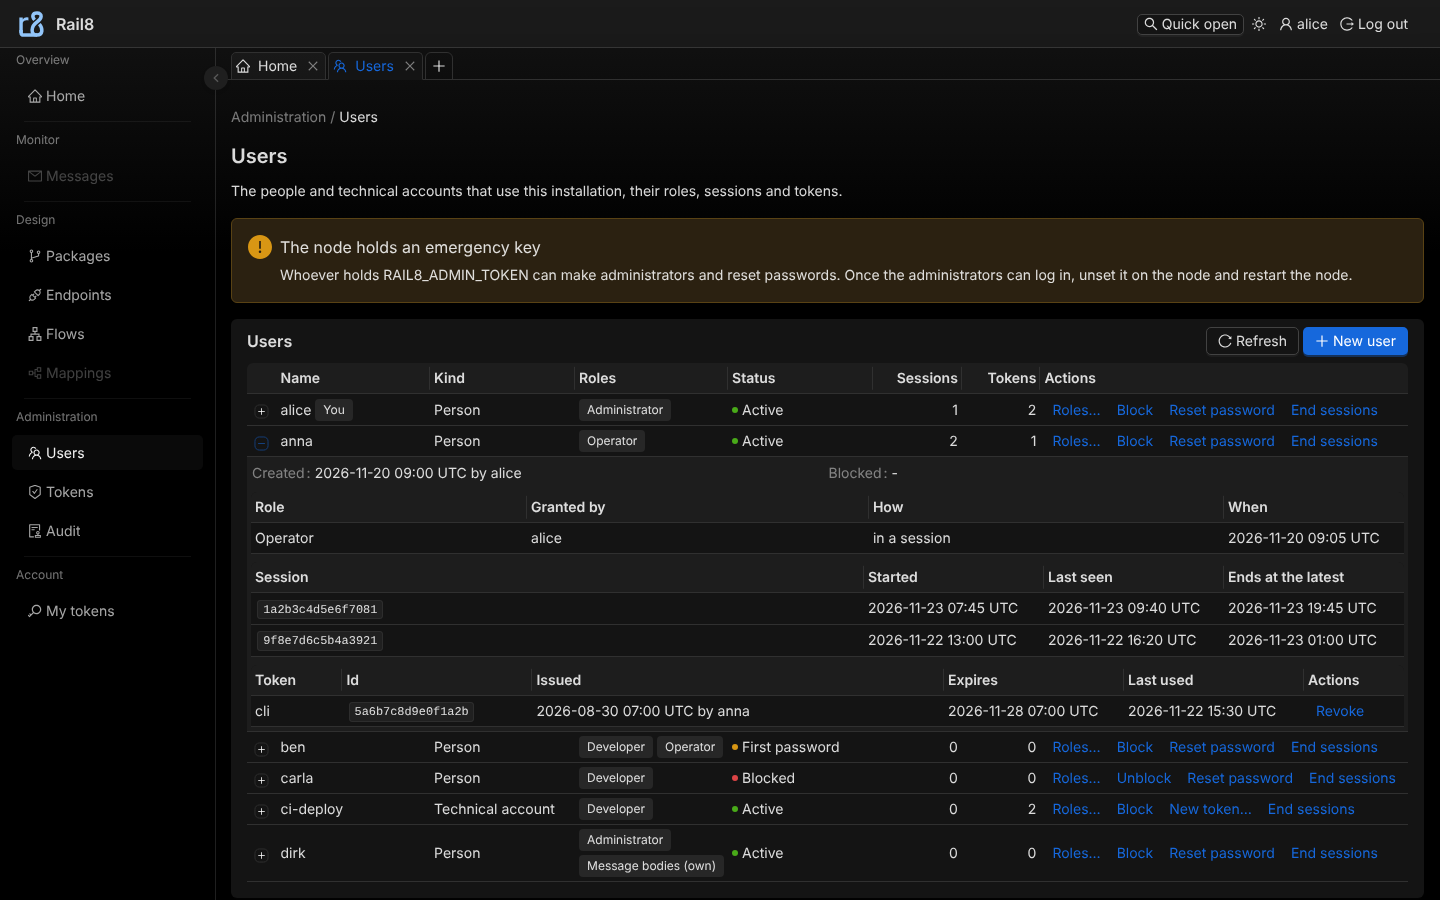 r8 Rail8
Quick open alice Log out
Overview
Home
Monitor
Messages
Design
Packages
Endpoints
Flows
Mappings
Administration
Users
Tokens
Audit
Account
My tokens
Home Users
Administration / Users
Users
The people and technical accounts that use this installation, their roles, sessions and tokens.
The node holds an emergency key
Whoever holds RAIL8_ADMIN_TOKEN can make administrators and reset passwords. Once the administrators can log in, unset it on the node and restart the node.
Users Refresh New user
Name Kind Roles Status Sessions Tokens Actions
alice You Person Administrator Active 1 2 Roles... Block Reset password End sessions
anna Person Operator Active 2 1 Roles... Block Reset password End sessions
Created: 2026-11-20 09:00 UTC by alice Blocked: -
Role Granted by How When
Operator alice in a session 2026-11-20 09:05 UTC
Session Started Last seen Ends at the latest
1a2b3c4d5e6f7081 2026-11-23 07:45 UTC 2026-11-23 09:40 UTC 2026-11-23 19:45 UTC
9f8e7d6c5b4a3921 2026-11-22 13:00 UTC 2026-11-22 16:20 UTC 2026-11-23 01:00 UTC
Token Id Issued Expires Last used Actions
cli 5a6b7c8d9e0f1a2b 2026-08-30 07:00 UTC by anna 2026-11-28 07:00 UTC 2026-11-22 15:30 UTC Revoke
ben Person Developer Operator First password 0 0 Roles... Block Reset password End sessions
carla Person Developer Blocked 0 0 Roles... Unblock Reset password End sessions
ci-deploy Technical account Developer Active 0 2 Roles... Block New token... End sessions
dirk Person Administrator Message bodies (own) Active 0 0 Roles... Block Reset password End sessions